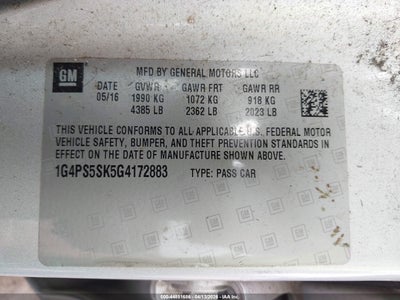 GM
MFD BY GENERAL MOTORS LLC
DATE GVWR GAWR FRT GAWR RR
05/16 1990 KG 1072 KG 918 KG
4385 LB 2362 LB 2023 LB
THIS VEHICLE CONFORMS TO ALL APPLICABLE U.S. FEDERAL MOTOR
VEHICLE SAFETY, BUMPER, AND THEFT PREVENTION STANDARDS IN
EFFECT ON THE DATE OF MANUFACTURE SHOWN ABOVE.
1G4PS5SK5G4172883 TYPE: PASS CAR